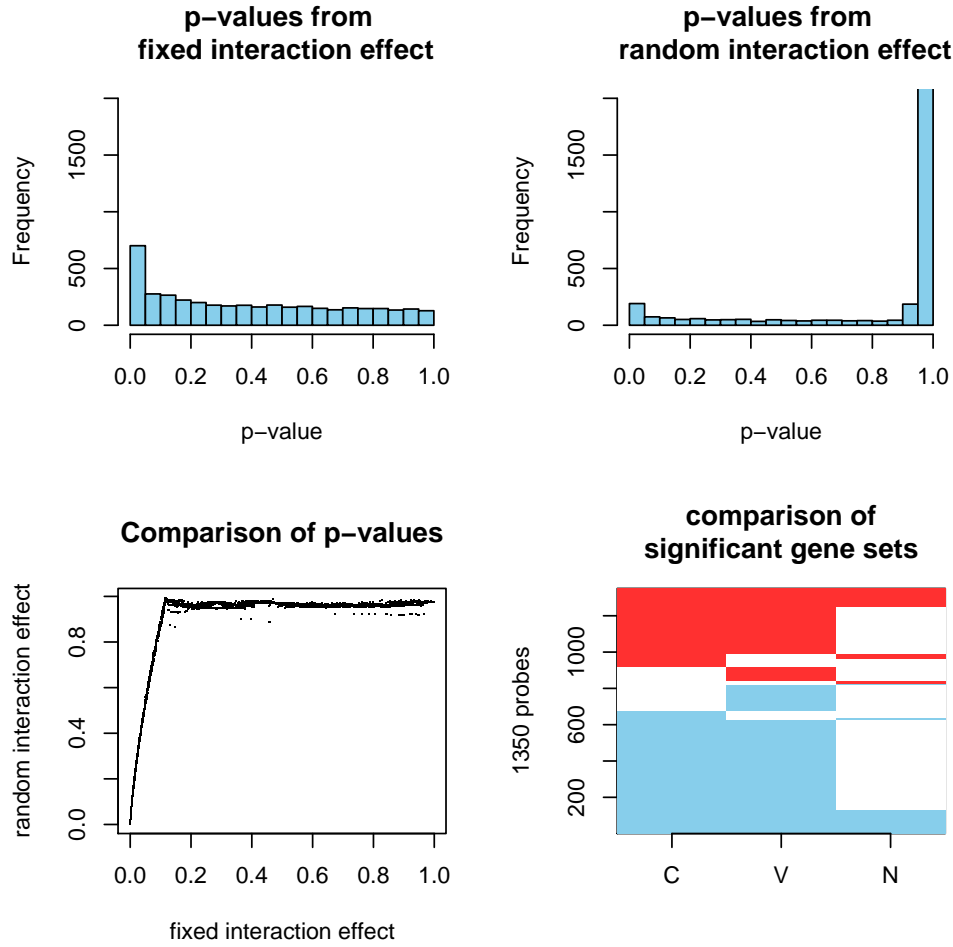 p−values from
fixed interaction effect
Frequency
0 500 1500
0.0 0.2 0.4 0.6 0.8 1.0
p−value
p−values from
random interaction effect
Frequency
0 500 1500
0.0 0.2 0.4 0.6 0.8 1.0
p−value
Comparison of p−values
random interaction effect
0.0 0.4 0.8
0.0 0.2 0.4 0.6 0.8 1.0
fixed interaction effect
comparison of
significant gene sets
1350 probes
200 600 1000
C V N